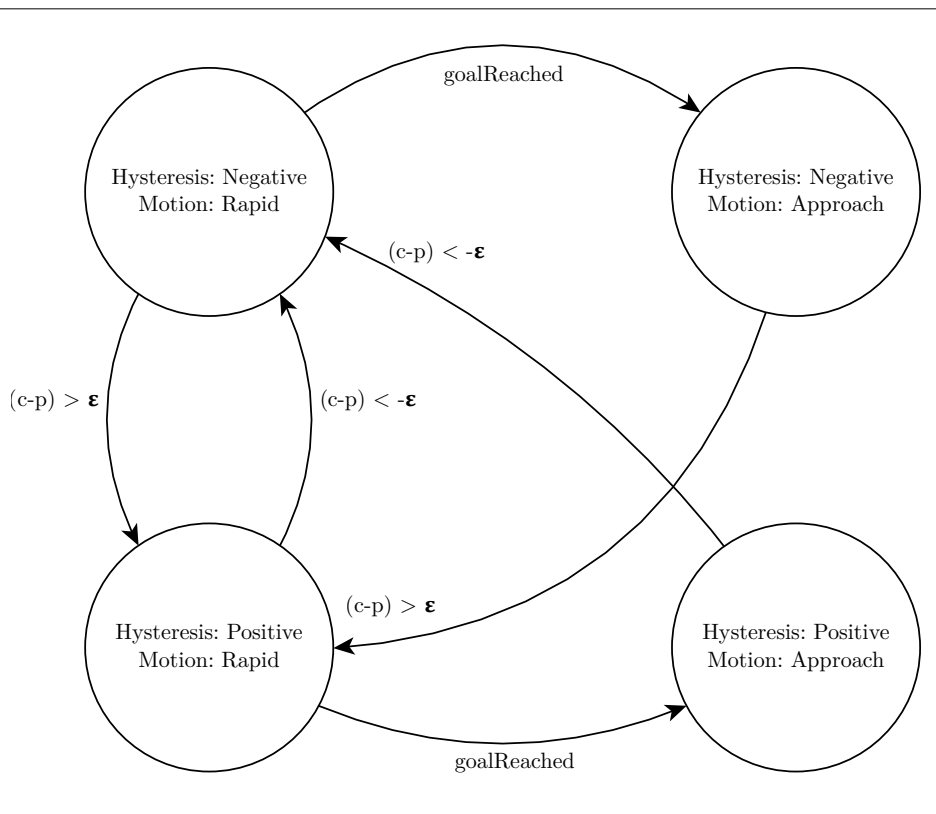 goalReached
Hysteresis: Negative
Motion: Rapid
Hysteresis: Negative
Motion: Approach
(c-p) < -ε
(c-p) > ε
(c-p) < -ε
(c-p) > ε
Hysteresis: Positive
Motion: Rapid
Hysteresis: Positive
Motion: Approach
goalReached